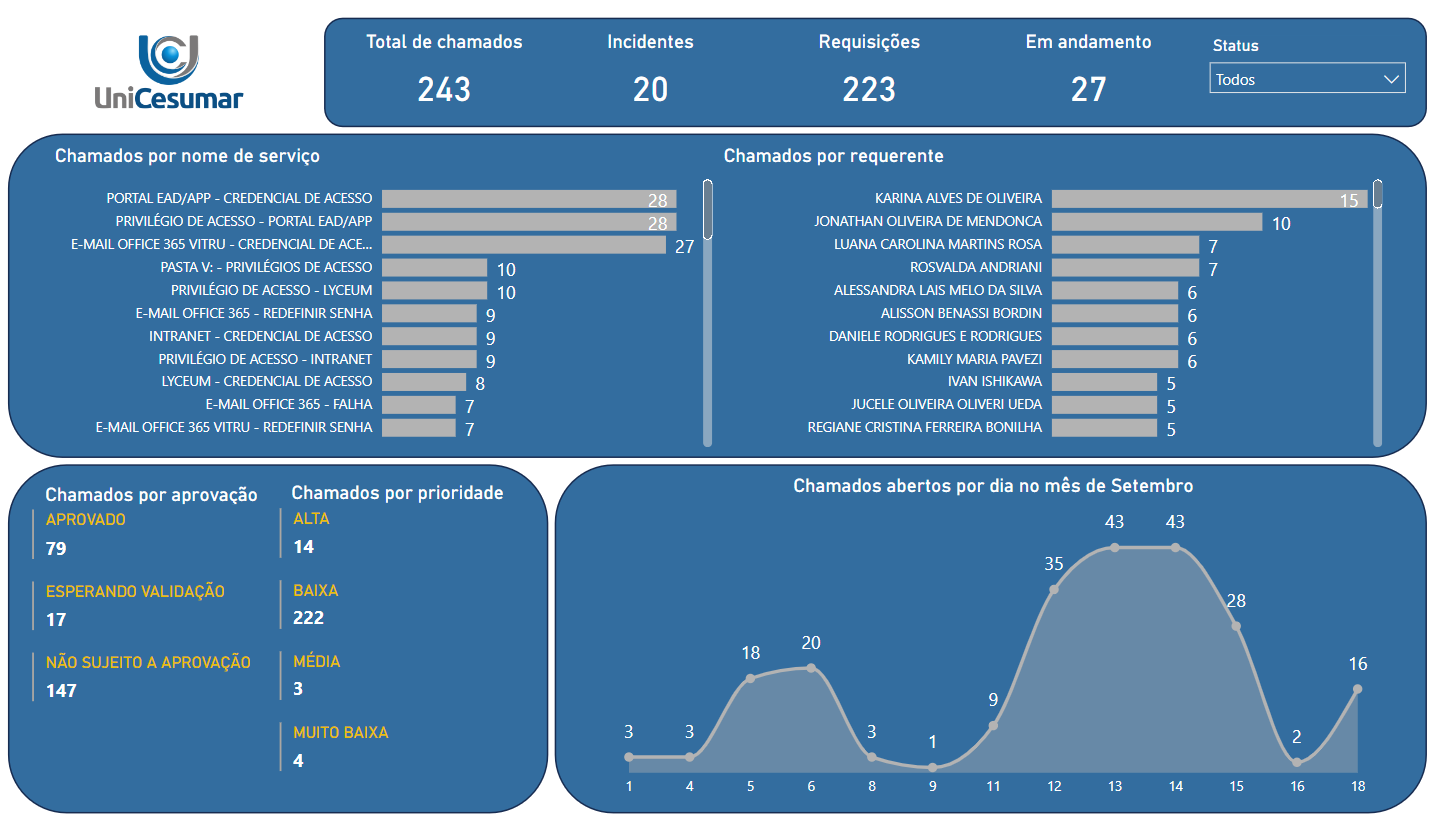 UniCesumar
Total de chamados
243
Incidentes
20
Requisições
223
Em andamento
27
Status
Todos
Chamados por nome de serviço
PORTAL EAD/APP - CREDENCIAL DE ACESSO 28
PRIVILÉGIO DE ACESSO - PORTAL EAD/APP 28
E-MAIL OFFICE 365 VITRU - CREDENCIAL DE ACE... 27
PASTA V: - PRIVILÉGIOS DE ACESSO 10
PRIVILÉGIO DE ACESSO - LYCEUM 10
E-MAIL OFFICE 365 - REDEFINIR SENHA 9
INTRANET - CREDENCIAL DE ACESSO 9
PRIVILÉGIO DE ACESSO - INTRANET 9
LYCEUM - CREDENCIAL DE ACESSO 8
E-MAIL OFFICE 365 - FALHA 7
E-MAIL OFFICE 365 VITRU - REDEFINIR SENHA 7
Chamados por requerente
KARINA ALVES DE OLIVEIRA 15
JONATHAN OLIVEIRA DE MENDONCA 10
LUANA CAROLINA MARTINS ROSA 7
ROSVALDA ANDRIANI 7
ALESSANDRA LAIS MELO DA SILVA 6
ALISSON BENASSI BORDIN 6
DANIELE RODRIGUES E RODRIGUES 6
KAMILY MARIA PAVEZI 6
IVAN ISHIKAWA 5
JUCELE OLIVEIRA OLIVERI UEDA 5
REGIANE CRISTINA FERREIRA BONILHA 5
Chamados por aprovação
APROVADO
79
ESPERANDO VALIDAÇÃO
17
NÃO SUJEITO A APROVAÇÃO
147
Chamados por prioridade
ALTA
14
BAIXA
222
MÉDIA
3
MUITO BAIXA
4
Chamados abertos por dia no mês de Setembro
3 3 18 20 3 1 9 35 43 43 28 2 16
1 4 5 6 8 9 11 12 13 14 15 16 18